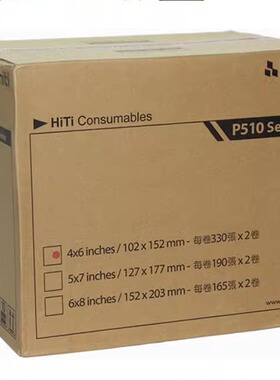 HiTi Consumables
P510 Se
4x6 inches / 102 x 152 mm - 每卷330張 x 2卷
5x7 inches / 127 x 177 mm - 每卷190張 x 2卷
6x8 inches / 152 x 203 mm - 每卷165張 x 2卷
www.